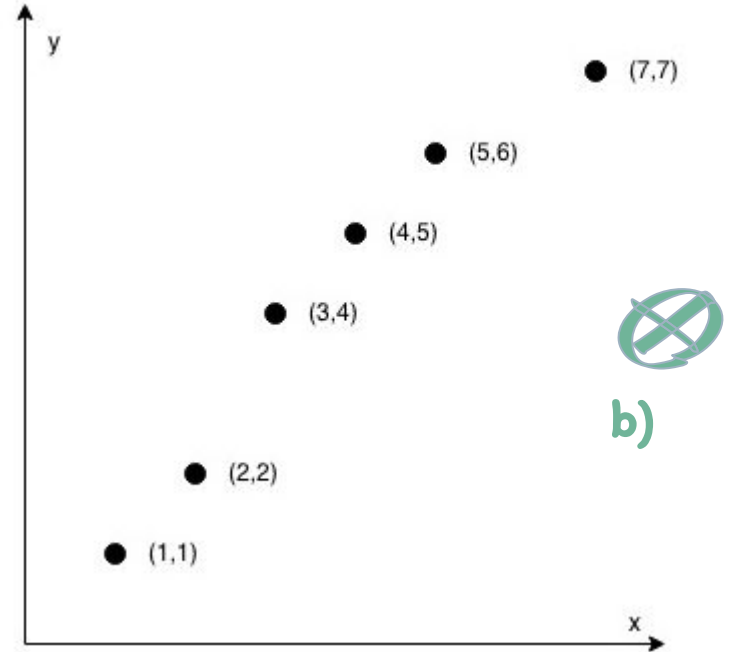 y
(7,7)
(5,6)
(4,5)
(3,4)
b)
(2,2)
(1,1)
x